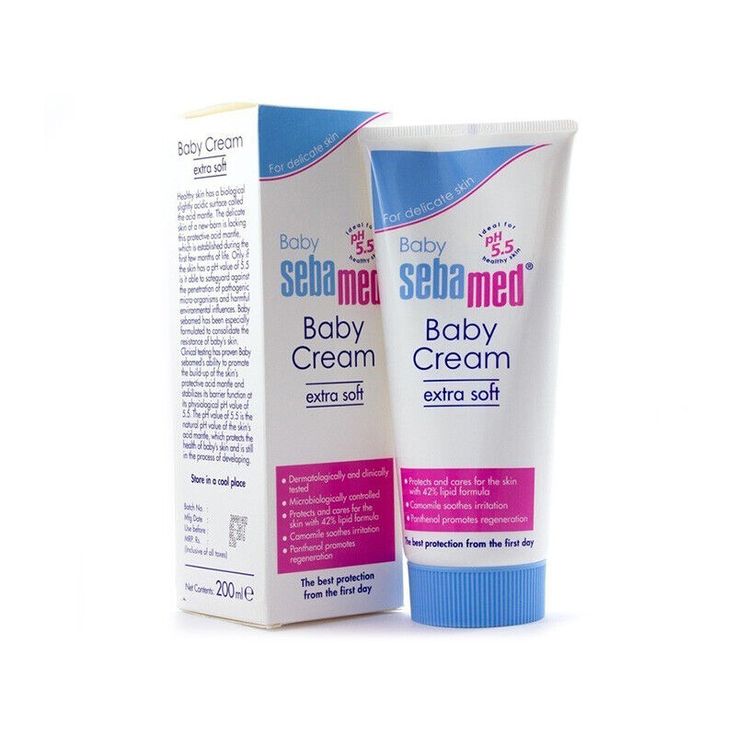 Baby Cream
extra soft
Healthy skin has a biological
slightly acidic surface called
the acid mantle. The delicate
skin of a new-born is lacking
this protective acid mantle,
which is established during the
first few months of life. Only if
the skin has a pH value of 5.5
is it able to safeguard against
the penetration of pathogenic
micro-organisms and harmful
environmental influences. Baby
sebamed has been especially
formulated to consolidate the
resistance of baby's skin.
Clinical testing has proven Baby
sebamed's ability to promote
the build-up of the skin's
protective acid mantle and
stabilizes its barrier function at
its physiological pH value of
5.5. The pH value of 5.5 is the
natural pH value of the skin's
acid mantle, which protects the
health of baby's skin and is still
in the process of developing.
Store in a cool place
Batch No. :
Mfg Date :
Use before :
MRP. Rs.
(Inclusive of all taxes)
Net Contents: 200 ml e
For delicate skin
Baby
ideal for
pH
5.5
healthy skin
sebamed
Baby
Cream
extra soft
• Dermatologically and clinically
tested
• Microbiologically controlled
• Protects and cares for the
skin with 42% lipid formula
• Camomile soothes irritation
• Panthenol promotes
regeneration
The best protection
from the first day
For delicate skin
Baby
ideal for
pH
5.5
healthy skin
sebamed®
Baby
Cream
extra soft
• Protects and cares for the skin
with 42% lipid formula
• Camomile soothes irritation
• Panthenol promotes regeneration
The best protection from the first day